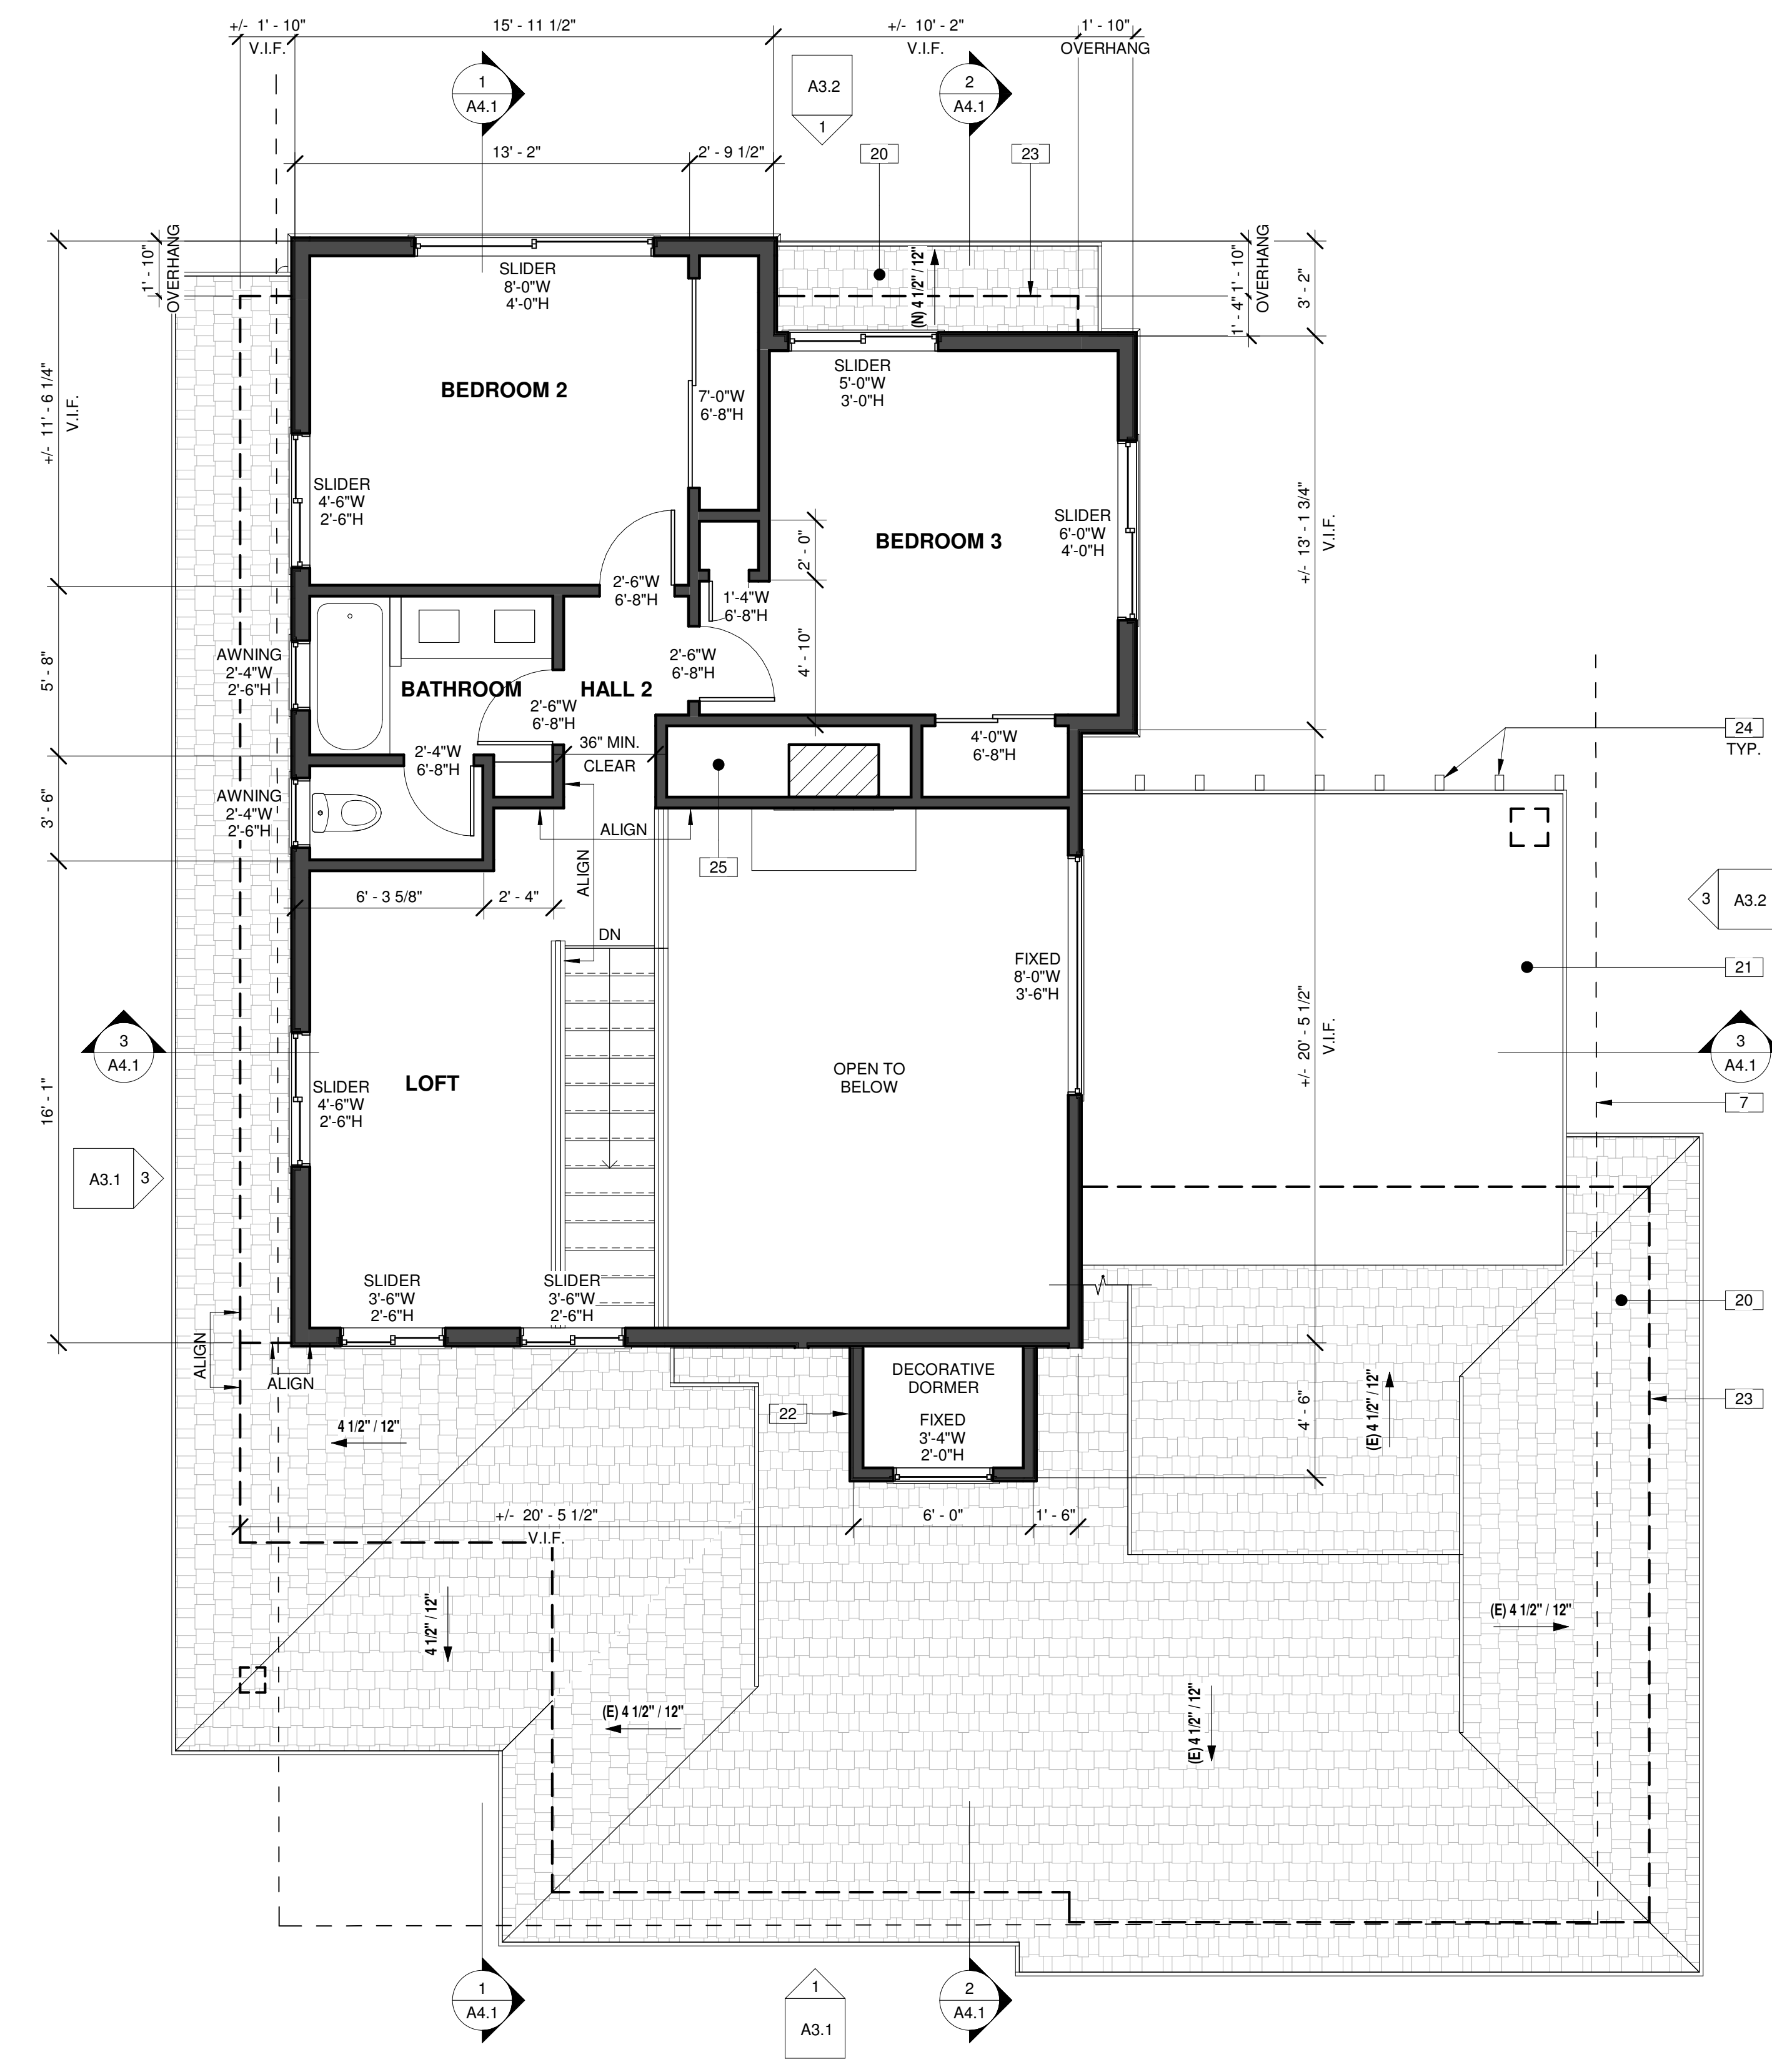 +/- 1' - 10"
V.I.F.
15' - 11 1/2"
+/- 10' - 2"
V.I.F.
1' - 10"
OVERHANG
1
A4.1
A3.2
1
2
A4.1
13' - 2"
2' - 9 1/2"
20
23
1' - 10"
OVERHANG
(N) 4 1/2" / 12"
1' - 10"
OVERHANG
1' - 4"
3' - 2"
SLIDER
8'-0"W
4'-0"H
SLIDER
5'-0"W
3'-0"H
BEDROOM 2
7'-0"W
6'-8"H
+/- 11' - 6 1/4"
V.I.F.
SLIDER
4'-6"W
2'-6"H
BEDROOM 3
SLIDER
6'-0"W
4'-0"H
+/- 13' - 1 3/4"
V.I.F.
2' - 0"
2'-6"W
6'-8"H
1'-4"W
6'-8"H
4' - 10"
5' - 8"
AWNING
2'-4"W
2'-6"H
BATHROOM
HALL 2
2'-6"W
6'-8"H
2'-6"W
6'-8"H
24
TYP.
2'-4"W
6'-8"H
36" MIN.
CLEAR
4'-0"W
6'-8"H
3' - 6"
AWNING
2'-4"W
2'-6"H
ALIGN
ALIGN
25
6' - 3 5/8"
2' - 4"
3
A3.2
DN
FIXED
8'-0"W
3'-6"H
21
3
A4.1
+/- 20' - 5 1/2"
V.I.F.
3
A4.1
16' - 1"
SLIDER
4'-6"W
2'-6"H
LOFT
OPEN TO
BELOW
7
A3.1
3
SLIDER
3'-6"W
2'-6"H
SLIDER
3'-6"W
2'-6"H
20
ALIGN
ALIGN
DECORATIVE
DORMER
FIXED
3'-4"W
2'-0"H
22
4' - 6"
(E) 4 1/2" / 12"
23
4 1/2" / 12"
+/- 20' - 5 1/2"
V.I.F.
6' - 0"
1' - 6"
4 1/2" / 12"
(E) 4 1/2" / 12"
(E) 4 1/2" / 12"
(E) 4 1/2" / 12"
1
A4.1
1
A3.1
2
A4.1